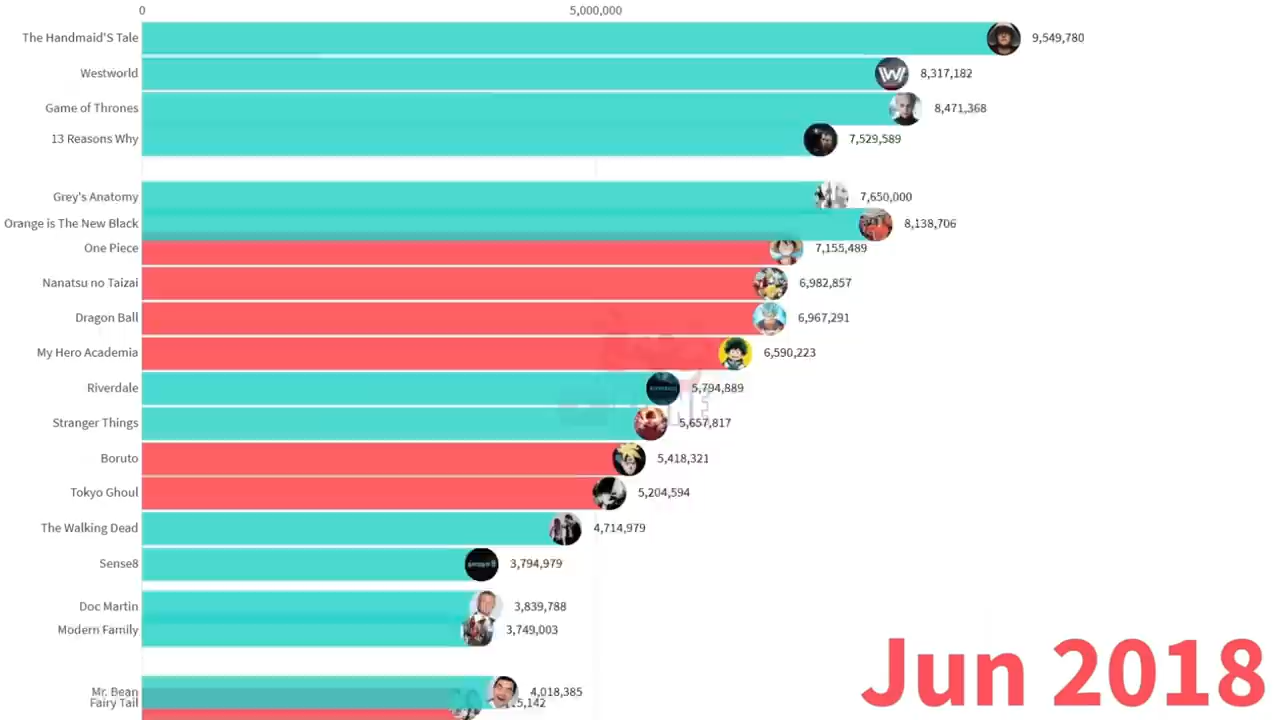 0 5,000,000
The Handmaid'S Tale 9,549,780
Westworld 8,317,182
Game of Thrones 8,471,368
13 Reasons Why 7,529,589
Grey's Anatomy 7,650,000
Orange is The New Black 8,138,706
One Piece 7,155,489
Nanatsu no Taizai 6,982,857
Dragon Ball 6,967,291
My Hero Academia 6,590,223
Riverdale 5,794,889
Stranger Things 5,657,817
Boruto 5,418,321
Tokyo Ghoul 5,204,594
The Walking Dead 4,714,979
Sense8 3,794,979
Doc Martin 3,839,788
Modern Family 3,749,003
Mr. Bean 4,018,385
Fairy Tail
Jun 2018